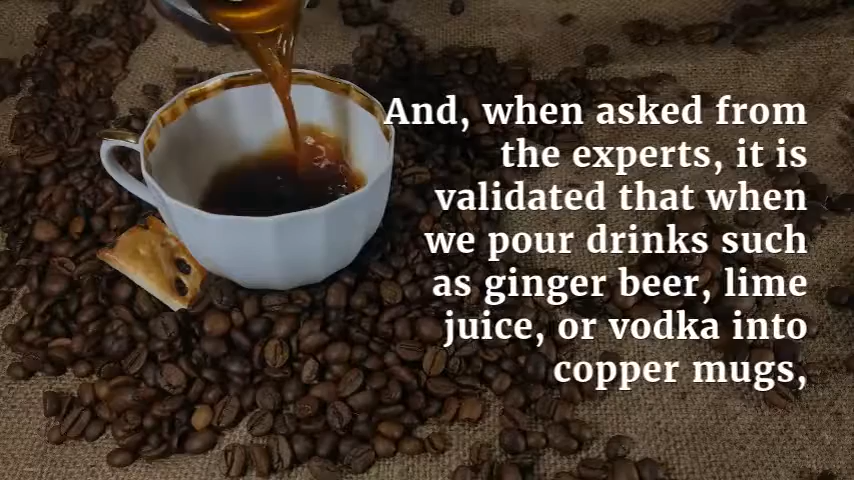 And, when asked from
the experts, it is
validated that when
we pour drinks such
as ginger beer, lime
juice, or vodka into
copper mugs,